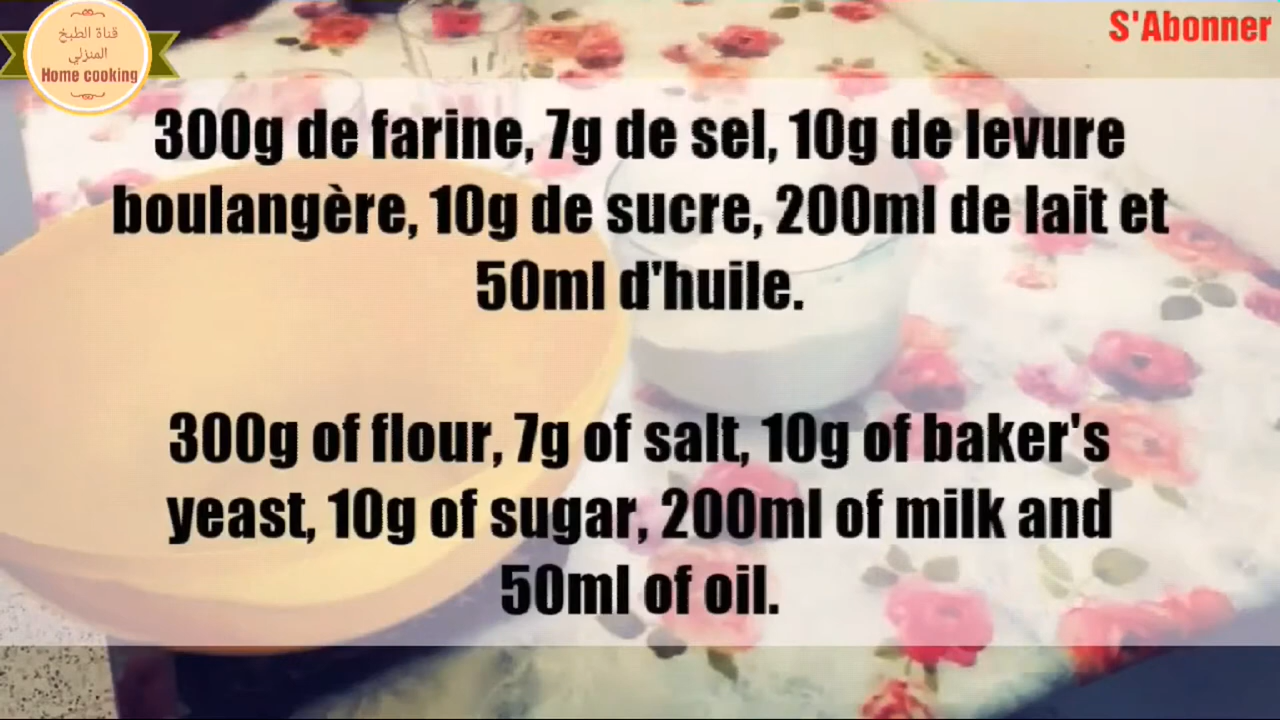 قناة الطبخ
المنزلي
Home cooking
S'Abonner
300g de farine, 7g de sel, 10g de levure
boulangère, 10g de sucre, 200ml de lait et
50ml d'huile.
300g of flour, 7g of salt, 10g of baker's
yeast, 10g of sugar, 200ml of milk and
50ml of oil.